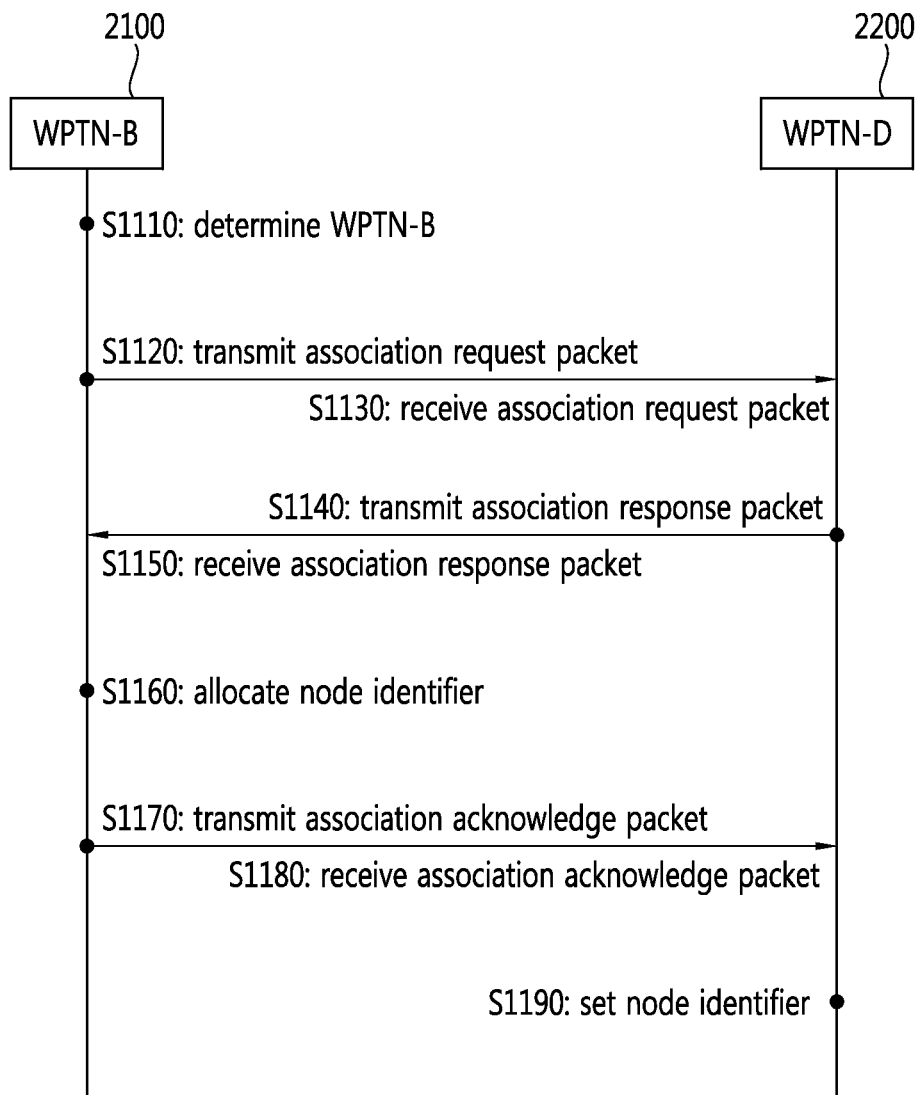 2100
2200
WPTN-B
WPTN-D
S1110: determine WPTN-B
S1120: transmit association request packet
S1130: receive association request packet
S1140: transmit association response packet
S1150: receive association response packet
S1160: allocate node identifier
S1170: transmit association acknowledge packet
S1180: receive association acknowledge packet
S1190: set node identifier